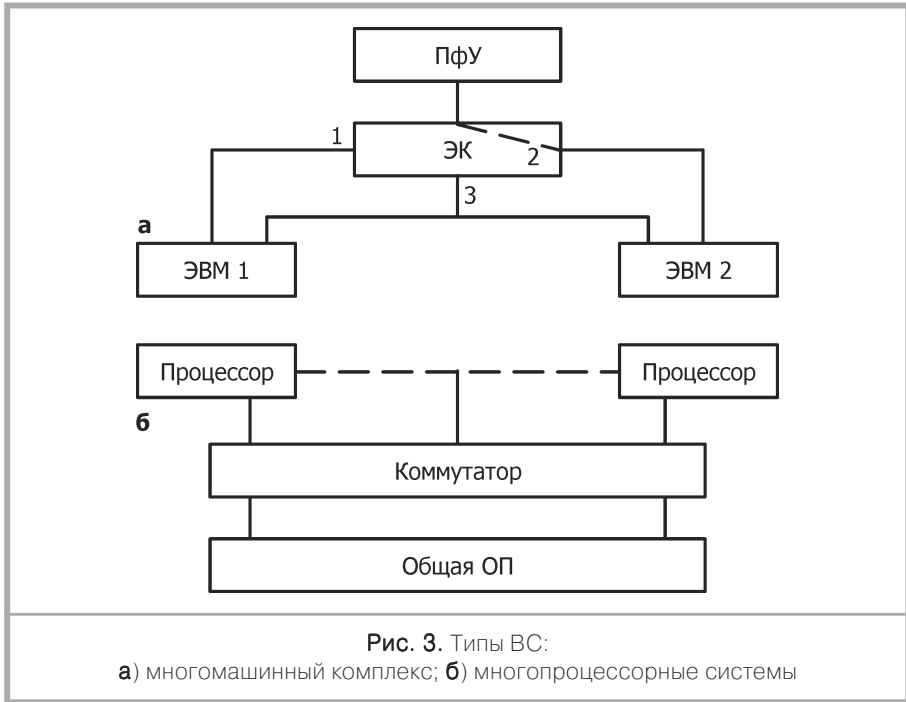 ПфУ
1
ЭК
2
3
а
ЭВМ 1
ЭВМ 2
Процессор
Процессор
б
Коммутатор
Общая ОП
Рис. 3. Типы ВС:
а) многомашинный комплекс; б) многопроцессорные системы